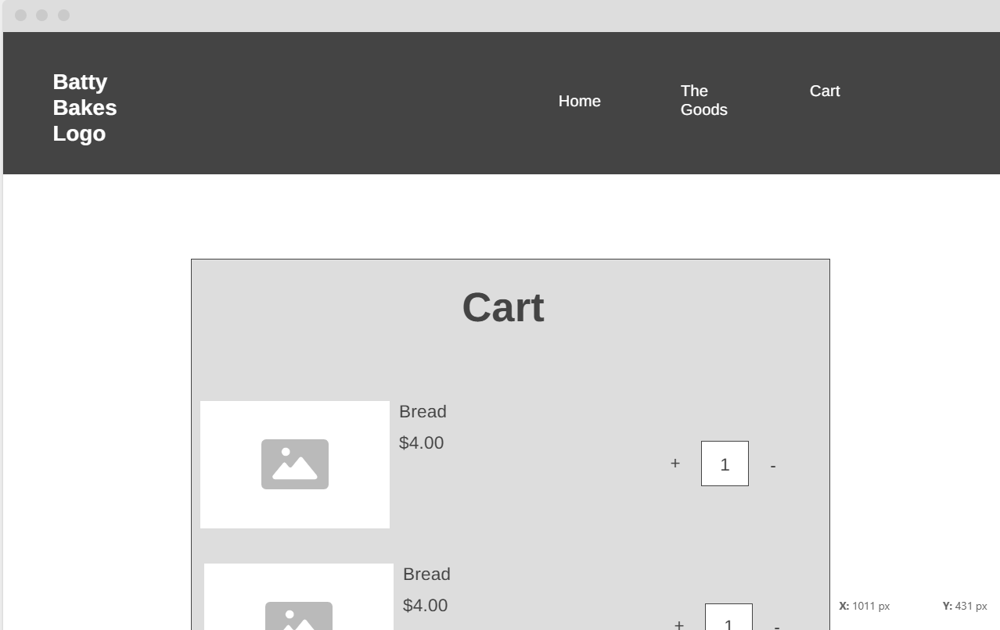 Batty
Bakes
Logo
Home
The
Goods
Cart
Cart
Bread
$4.00
+ 1 -
Bread
$4.00
+ 1 -
X: 1011 px Y: 431 px